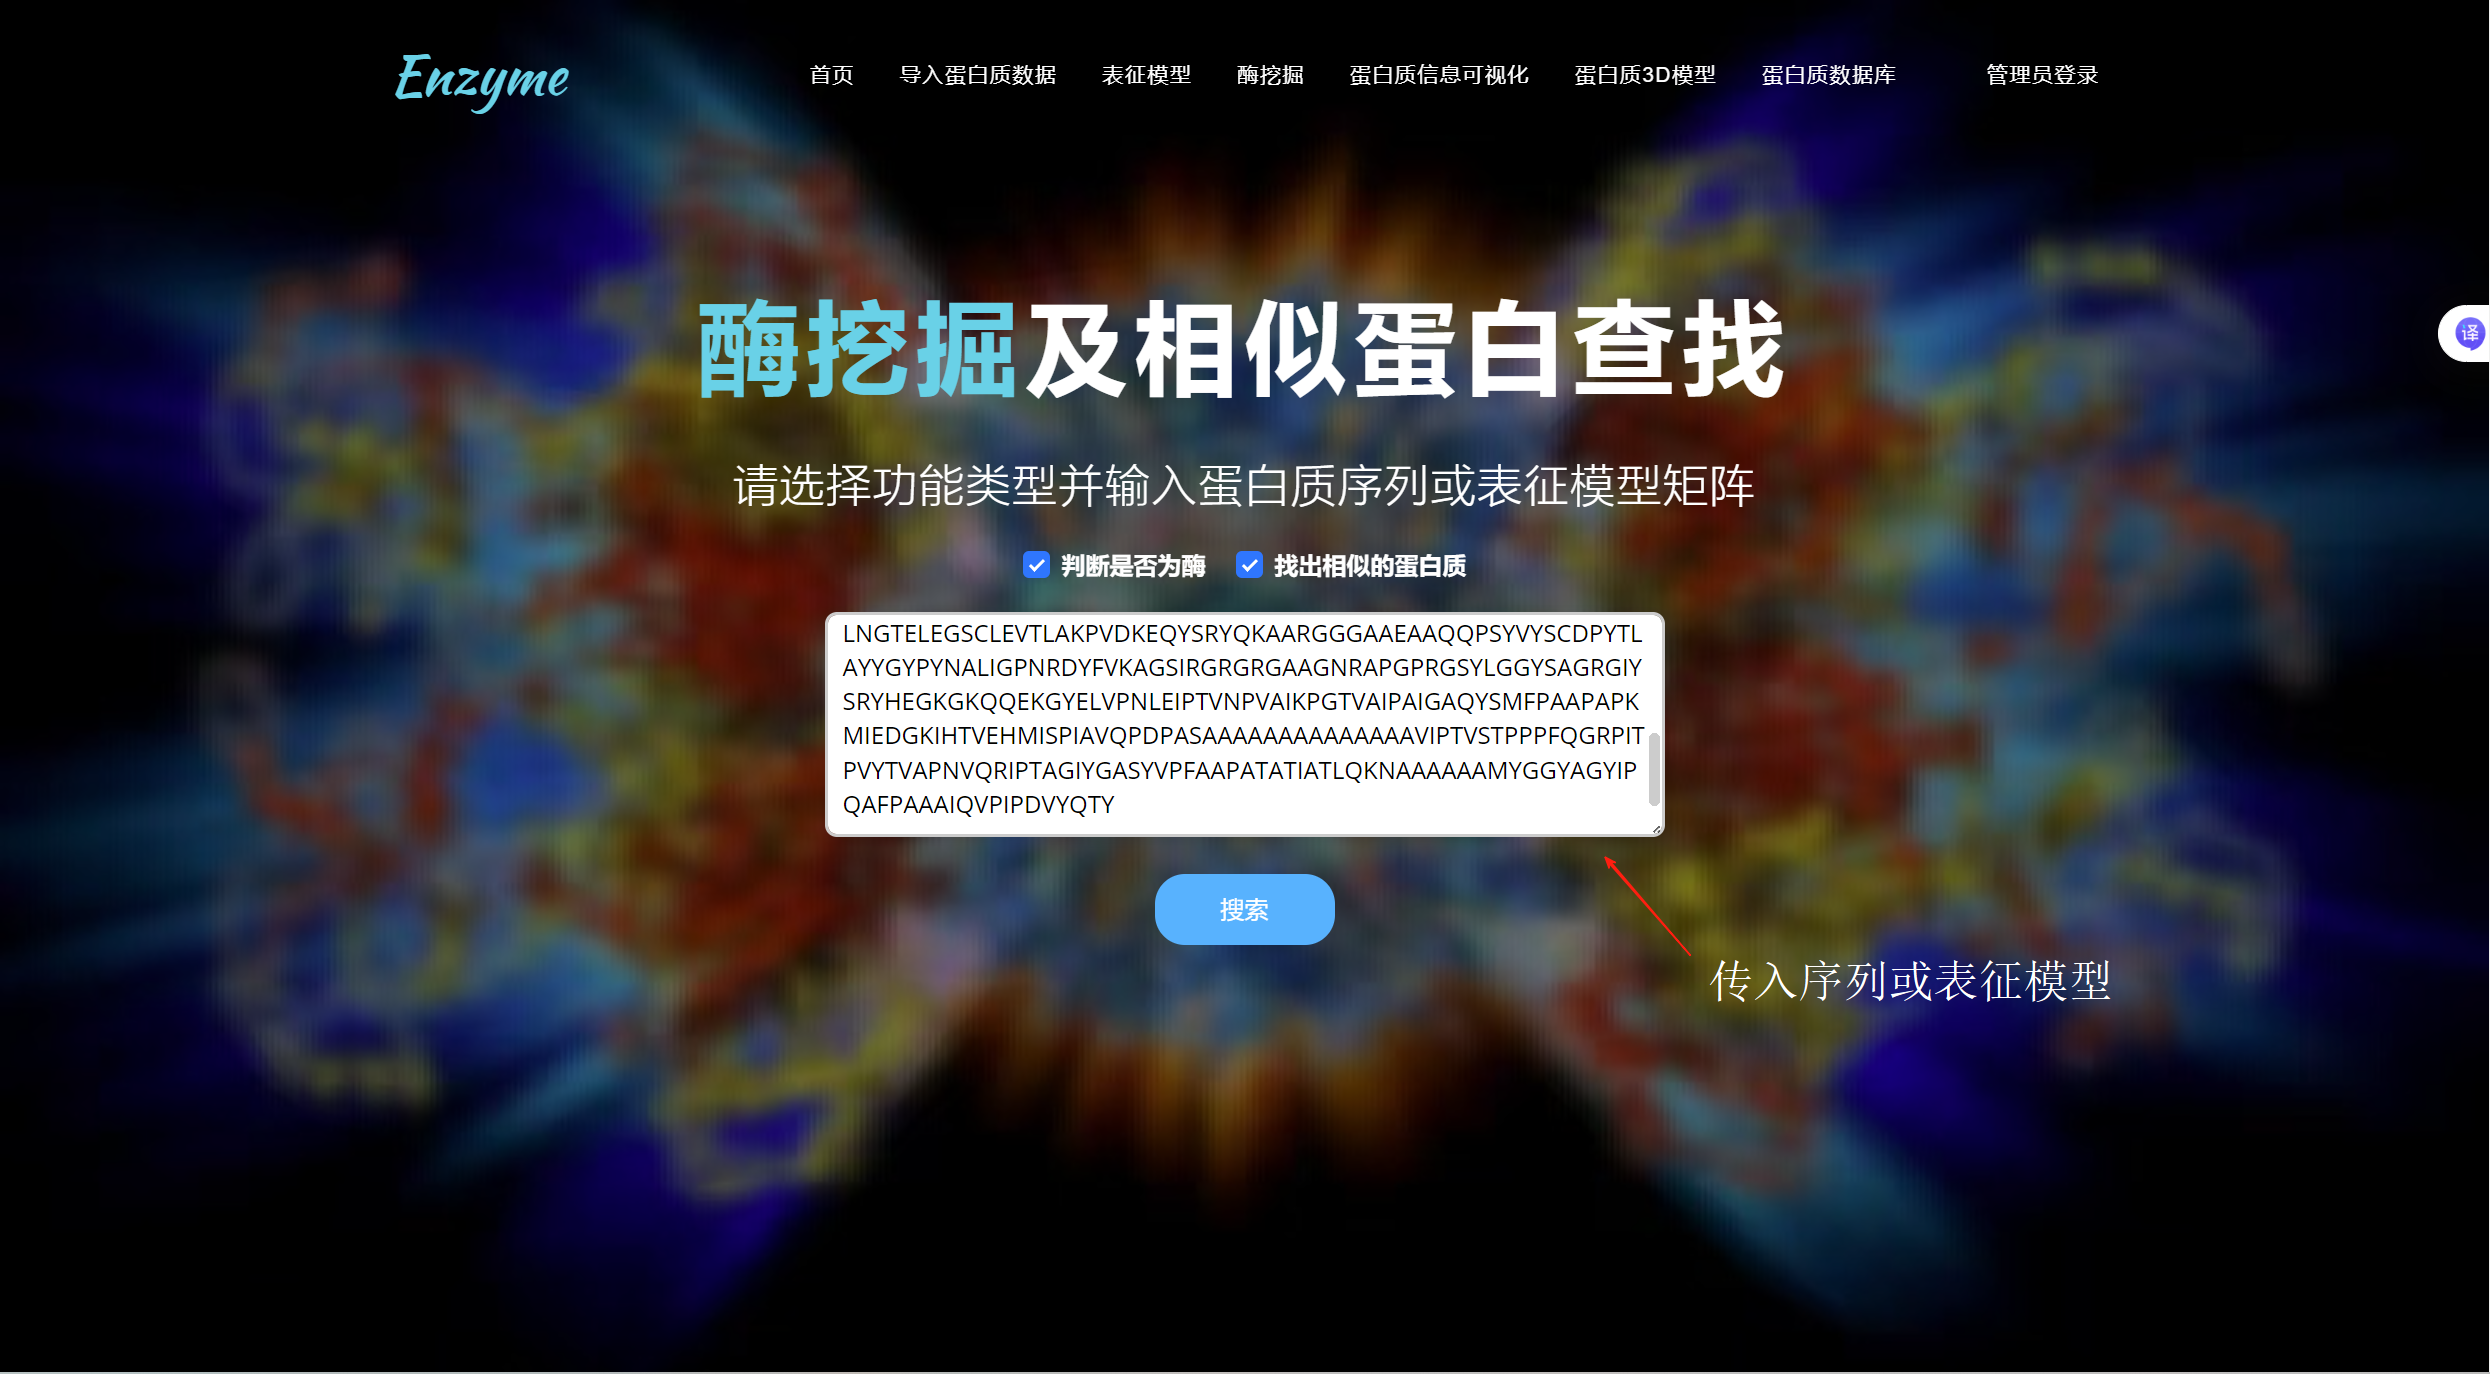 Enzyme
首页 导入蛋白质数据 表征模型 酶挖掘 蛋白质信息可视化 蛋白质3D模型 蛋白质数据库 管理员登录
译
酶挖掘及相似蛋白查找
请选择功能类型并输入蛋白质序列或表征模型矩阵
判断是否为酶 找出相似的蛋白质
LNGTELEGSCLEVTLAKPVDKEQYSRYQKAARGGGAAEAAQQPSYVYSCDPYTL
AYYGYPYNALIGPNRDYFVKAGSIRGRGRGAAGNRAPGPRGSYLGGYSAGRGIY
SRYHEGKGKQQEKGYELVPNLEIPTVNPVAIKPGTVAIPAIGAQYSMFPAAPAPK
MIEDGKIHTVEHMISPIAVQPDPASAAAAAAAAAAAAAAVIPTVSTPPPFQGRPIT
PVYTVAPNVQRIPTAGIYGASYVPFAAPATATIATLQKNAAAAAAMYGGYAGYIP
QAFPAAAIQVPIPDVYQTY
搜索
传入序列或表征模型